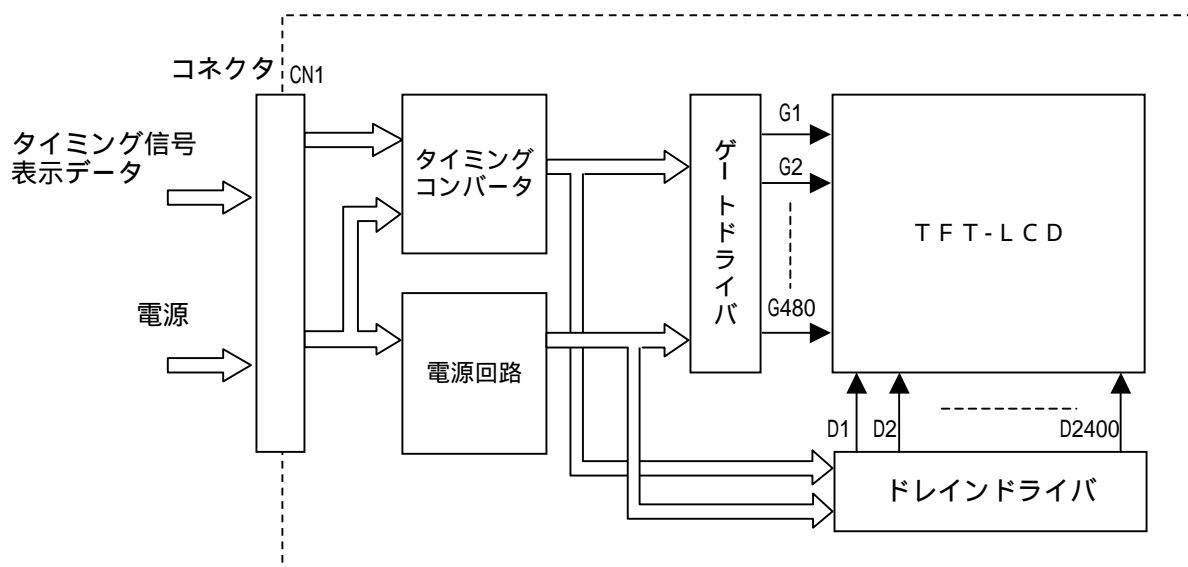 コネクタ
CN1
タイミング信号
表示データ
電源
タイミング
コンバータ
電源回路
ゲートドライバ
G1
G2
G480
TFT-LCD
D1
D2
D2400
ドレインドライバ